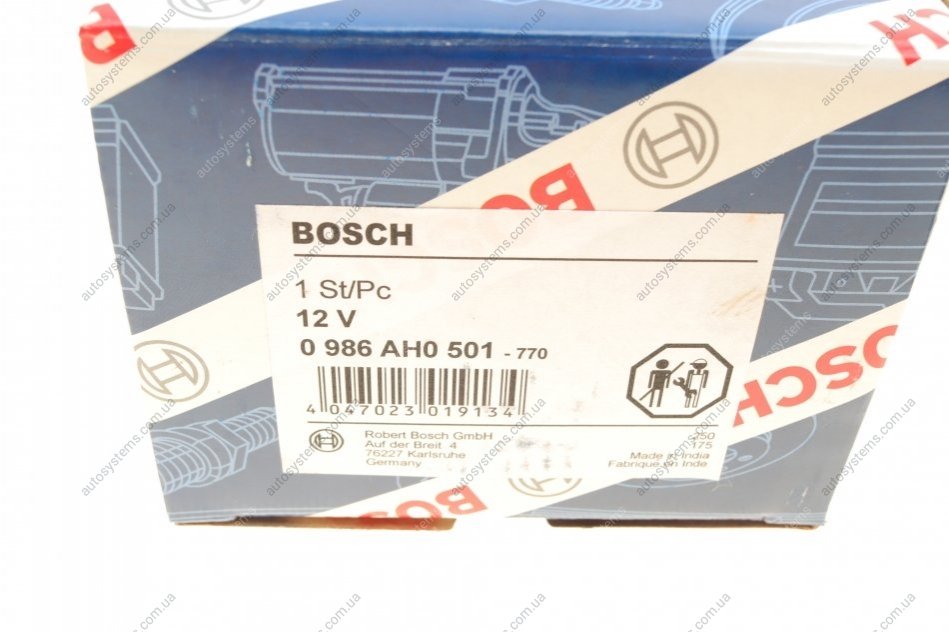 BOSCH
BOSCH
1 St/Pc
12 V
0 986 AH0 501 - 770
4 047023 019134
Robert Bosch GmbH
Auf der Breit 4
76227 Karlsruhe
Germany
175
Made in India
Fabriqué en Inde
BOSCH
BOSCH
autosystems.com.ua